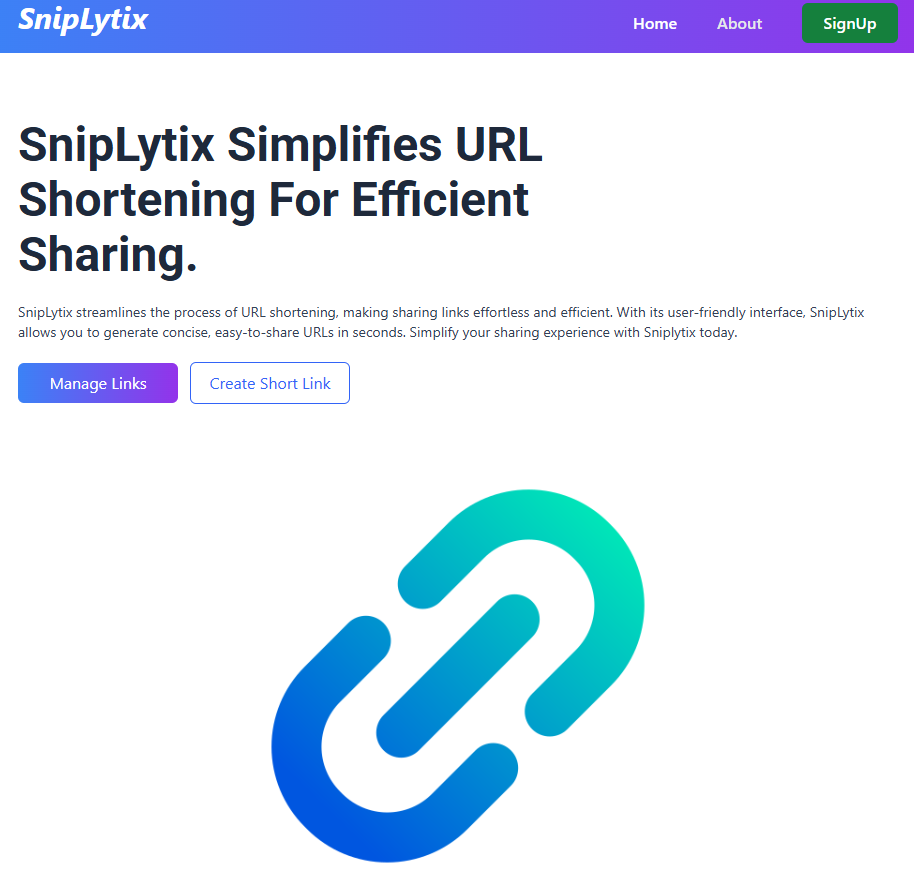 SnipLytix
Home About SignUp
SnipLytix Simplifies URL
Shortening For Efficient
Sharing.
SnipLytix streamlines the process of URL shortening, making sharing links effortless and efficient. With its user-friendly interface, SnipLytix
allows you to generate concise, easy-to-share URLs in seconds. Simplify your sharing experience with Sniplytix today.
Manage Links Create Short Link